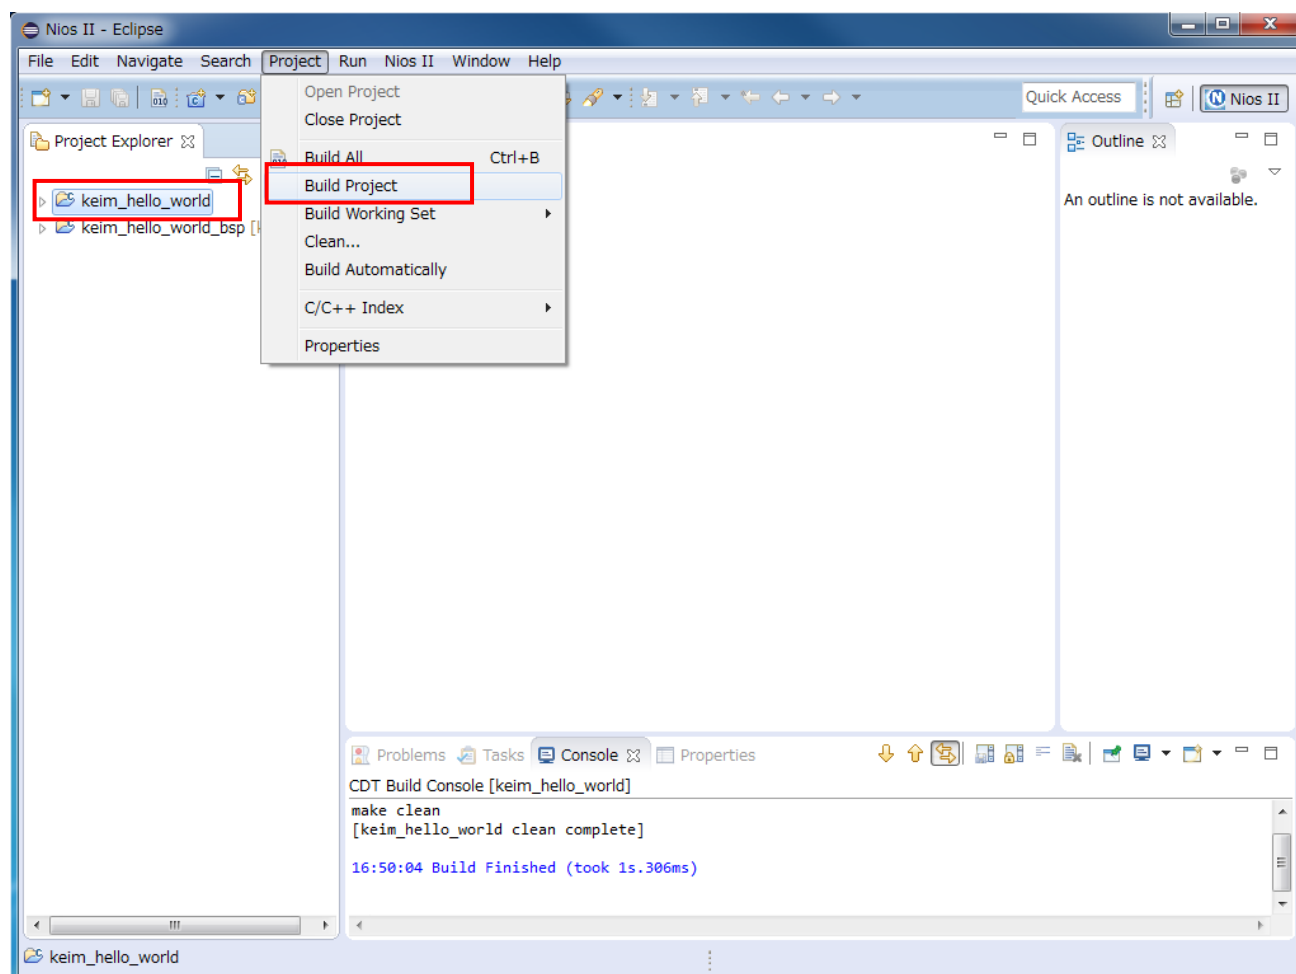 Nios II - Eclipse
File Edit Navigate Search Project Run Nios II Window Help
Open Project
Close Project
Build All Ctrl+B
Build Project
Build Working Set
Clean...
Build Automatically
C/C++ Index
Properties
Quick Access
Nios II
Project Explorer
keim_hello_world
keim_hello_world_bsp [
Outline
An outline is not available.
Problems Tasks Console Properties
CDT Build Console [keim_hello_world]
make clean
[keim_hello_world clean complete]
16:50:04 Build Finished (took 1s.306ms)
keim_hello_world